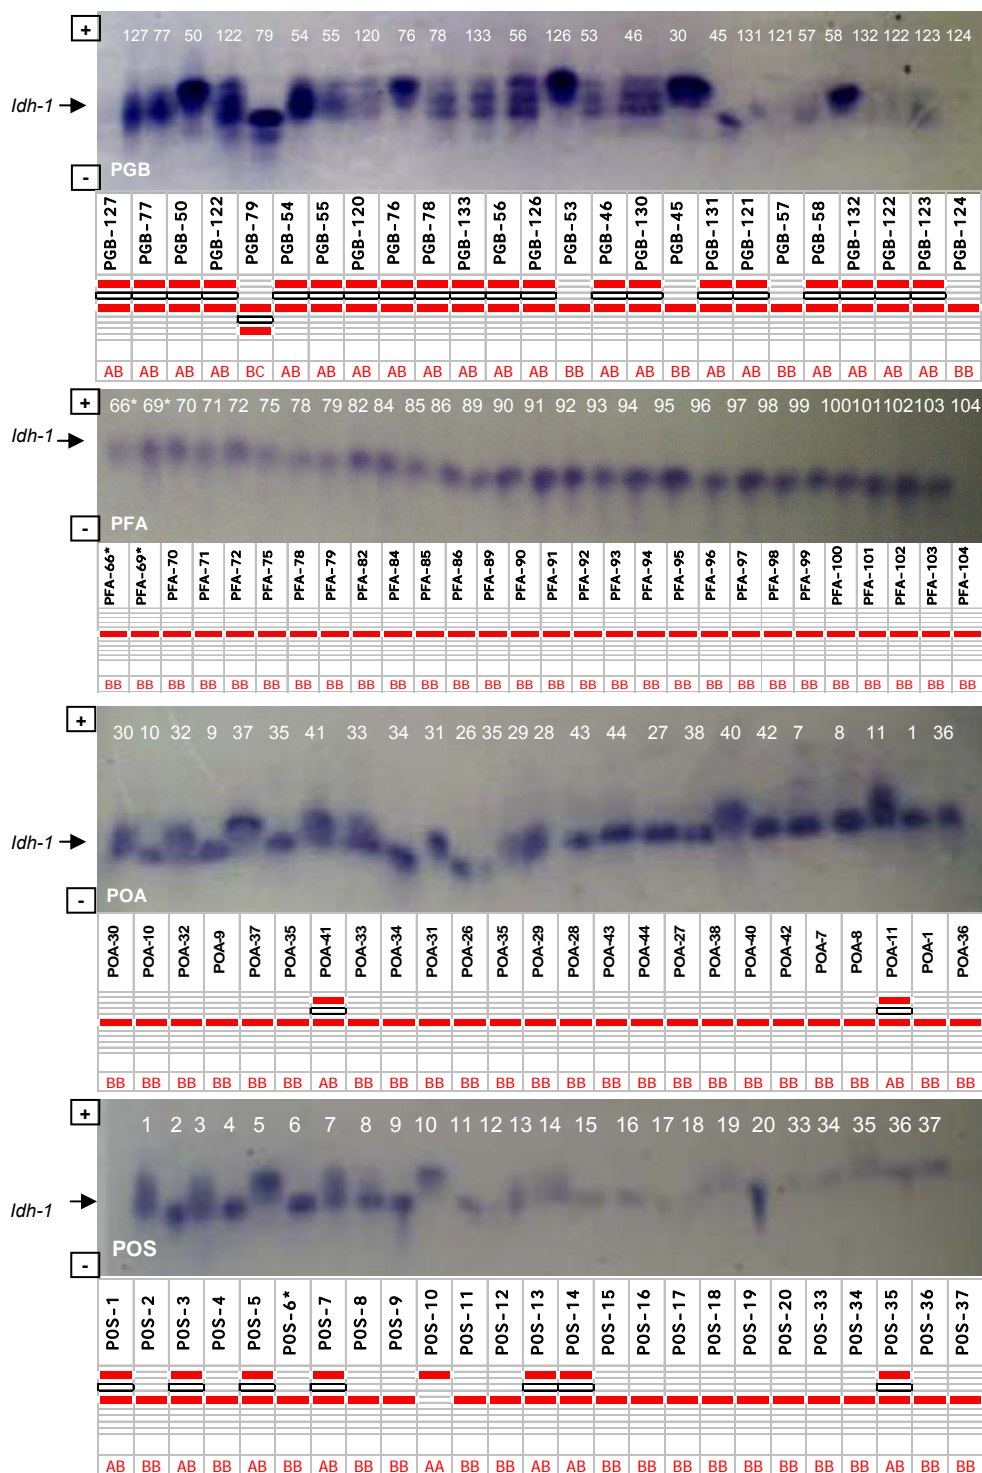 +
127 77 50 122 79 54 55 120 76 78 133 56 126 53 46 30 45 131 121 57 58 132 122 123 124
Idh-1
-
PGB
PGB-127 PGB-77 PGB-50 PGB-122 PGB-79 PGB-54 PGB-55 PGB-120 PGB-76 PGB-78 PGB-133 PGB-56 PGB-126 PGB-53 PGB-46 PGB-130 PGB-45 PGB-131 PGB-121 PGB-57 PGB-58 PGB-132 PGB-122 PGB-123 PGB-124
AB AB AB AB BC AB AB AB AB AB AB AB AB BB AB AB BB AB AB BB AB AB AB AB BB
+
66* 69* 70 71 72 75 78 79 82 84 85 86 89 90 91 92 93 94 95 96 97 98 99 100 101 102 103 104
Idh-1
-
PFA
PFA-66* PFA-69* PFA-70 PFA-71 PFA-72 PFA-75 PFA-78 PFA-79 PFA-82 PFA-84 PFA-85 PFA-86 PFA-89 PFA-90 PFA-91 PFA-92 PFA-93 PFA-94 PFA-95 PFA-96 PFA-97 PFA-98 PFA-99 PFA-100 PFA-101 PFA-102 PFA-103 PFA-104
BB BB BB BB BB BB BB BB BB BB BB BB BB BB BB BB BB BB BB BB BB BB BB BB BB BB BB BB
+
30 10 32 9 37 35 41 33 34 31 26 35 29 28 43 44 27 38 40 42 7 8 11 1 36
Idh-1
-
POA
POA-30 POA-10 POA-32 POA-9 POA-37 POA-35 POA-41 POA-33 POA-34 POA-31 POA-26 POA-35 POA-29 POA-28 POA-43 POA-44 POA-27 POA-38 POA-40 POA-42 POA-7 POA-8 POA-11 POA-1 POA-36
BB BB BB BB BB BB AB BB BB BB BB BB BB BB BB BB BB BB BB BB BB BB AB BB BB
+
1 2 3 4 5 6 7 8 9 10 11 12 13 14 15 16 17 18 19 20 33 34 35 36 37
Idh-1
-
POS
POS-1 POS-2 POS-3 POS-4 POS-5 POS-6* POS-7 POS-8 POS-9 POS-10 POS-11 POS-12 POS-13 POS-14 POS-15 POS-16 POS-17 POS-18 POS-19 POS-20 POS-33 POS-34 POS-35 POS-36 POS-37
AB BB AB BB AB BB AB BB BB AA BB BB AB AB BB BB BB BB BB BB BB BB AB BB BB